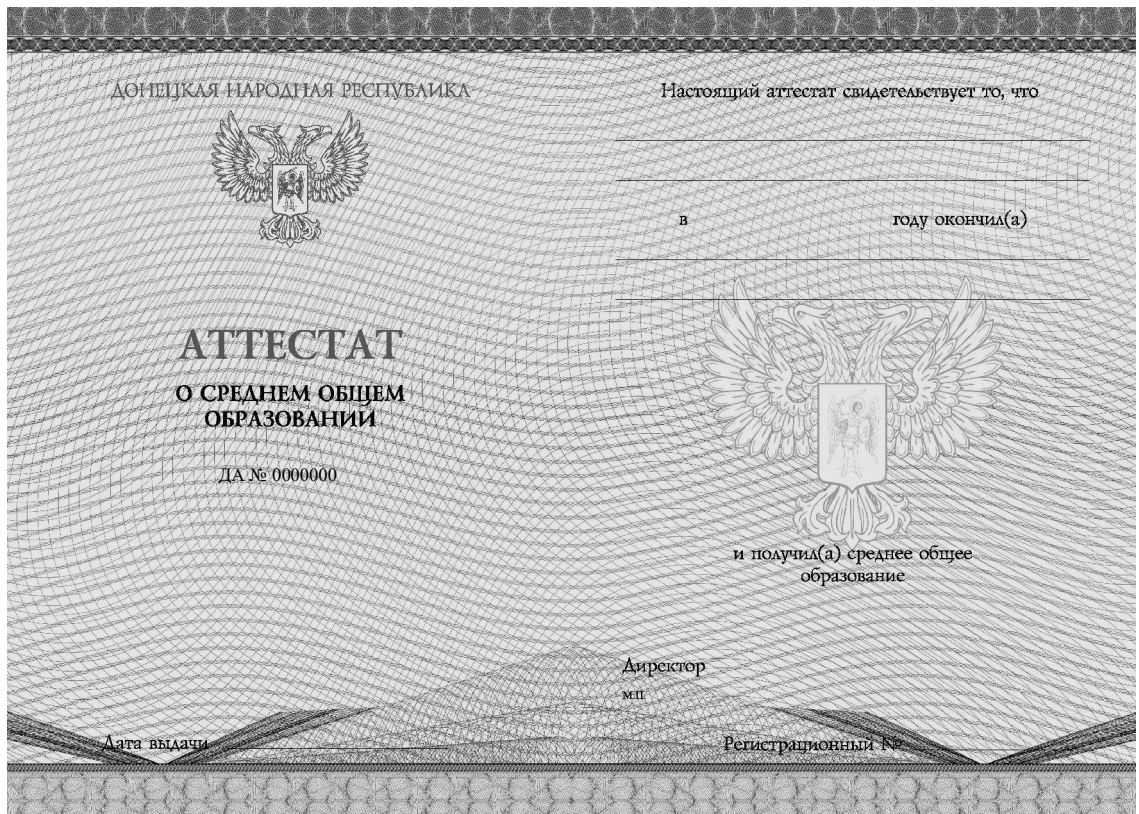 ДОНЕЦКАЯ НАРОДНАЯ РЕСПУБЛИКА
АТТЕСТАТ
О СРЕДНЕМ ОБЩЕМ
ОБРАЗОВАНИИ
ДА № 0000000
Дата выдачи
Настоящий аттестат свидетельствует то, что
в году окончил(а)
и получил(а) среднее общее
образование
Директор
м.п.
Регистрационный №